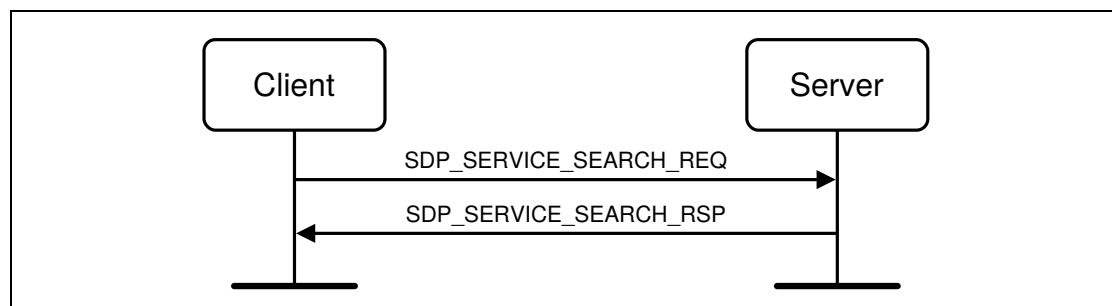 Client
Server
SDP_SERVICE_SEARCH_REQ
SDP_SERVICE_SEARCH_RSP